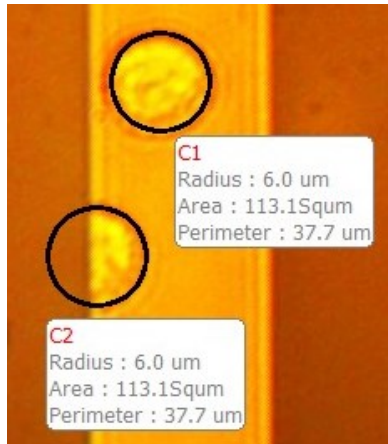 C1
Radius : 6.0 um
Area : 113.1Squm
Perimeter : 37.7 um
C2
Radius : 6.0 um
Area : 113.1Squm
Perimeter : 37.7 um